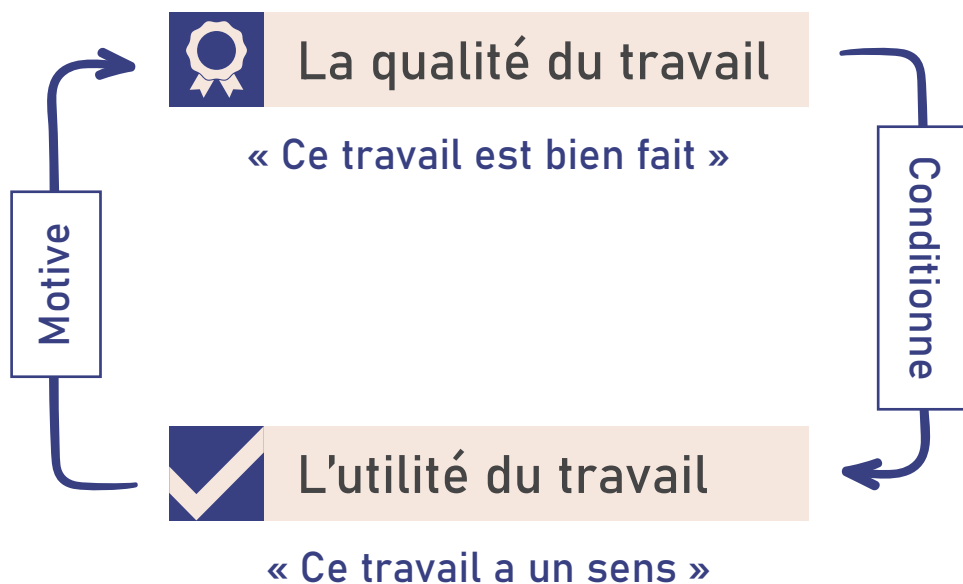 La qualité du travail
« Ce travail est bien fait »
Motive
Conditionne
L'utilité du travail
« Ce travail a un sens »